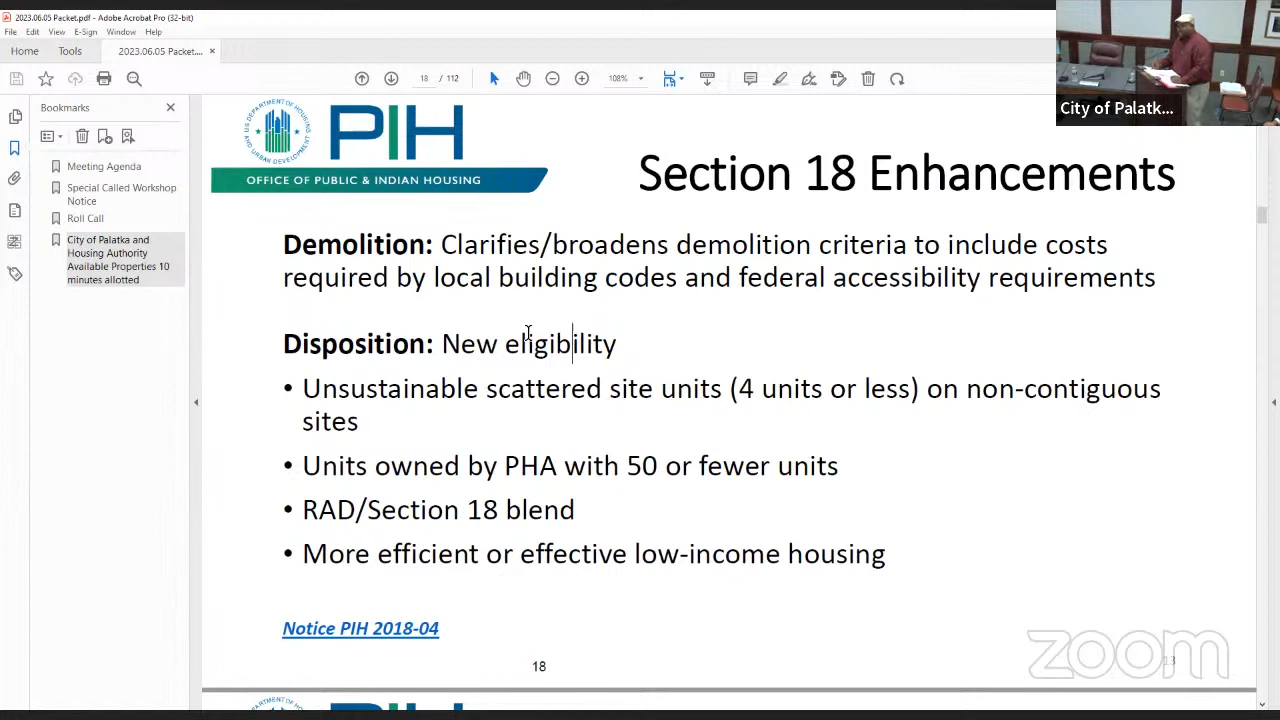 2023.06.05 Packet.pdf - Adobe Acrobat Pro (32-bit)
File Edit View E-Sign Window Help
Home Tools 2023.06.05 Packet.... ×
18 / 112 108%
Bookmarks
Meeting Agenda
Special Called Workshop
Notice
Roll Call
City of Palatka and
Housing Authority
Available Properties 10
minutes allotted
City of Palatk...
U.S. DEPARTMENT OF HOUSING
AND URBAN DEVELOPMENT
PIH
OFFICE OF PUBLIC & INDIAN HOUSING
Section 18 Enhancements
Demolition: Clarifies/broadens demolition criteria to include costs
required by local building codes and federal accessibility requirements
Disposition: New eligibility
• Unsustainable scattered site units (4 units or less) on non-contiguous
sites
• Units owned by PHA with 50 or fewer units
• RAD/Section 18 blend
• More efficient or effective low-income housing
Notice PIH 2018-04
18
zoom